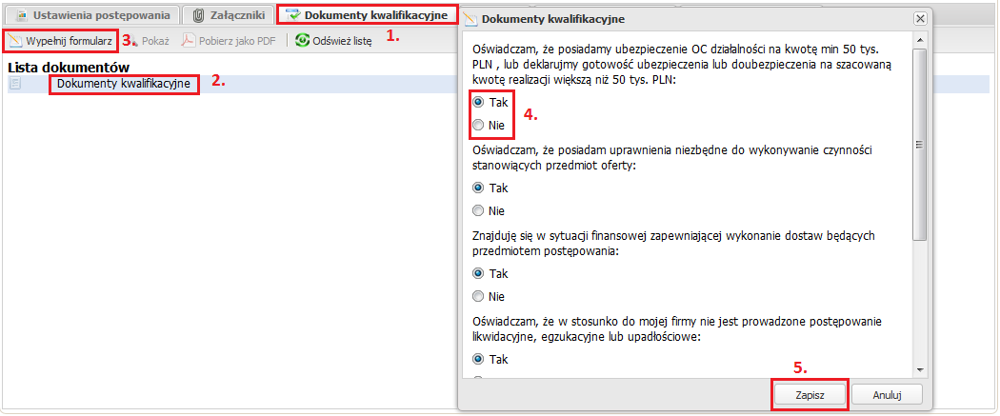 Ustawienia postępowania
Załączniki
Dokumenty kwalifikacyjne
Wypełnij formularz
3.
Pokaż
Pobierz jako PDF
Odśwież listę
1.
Lista dokumentów
Dokumenty kwalifikacyjne
2.
Dokumenty kwalifikacyjne
Oświadczam, że posiadamy ubezpieczenie OC działalności na kwotę min 50 tys.
PLN , lub deklarujmy gotowość ubezpieczenia lub doubezpieczenia na szacowaną
kwotę realizacji większą niż 50 tys. PLN:
Tak
Nie
4.
Oświadczam, że posiadam uprawnienia niezbędne do wykonywanie czynności
stanowiących przedmiot oferty:
Tak
Nie
Znajduję się w sytuacji finansowej zapewniającej wykonanie dostaw będących
przedmiotem postępowania:
Tak
Nie
Oświadczam, że w stosunko do mojej firmy nie jest prowadzone postępowanie
likwidacyjne, egzukacyjne lub upadłościowe:
Tak
5.
Zapisz
Anuluj